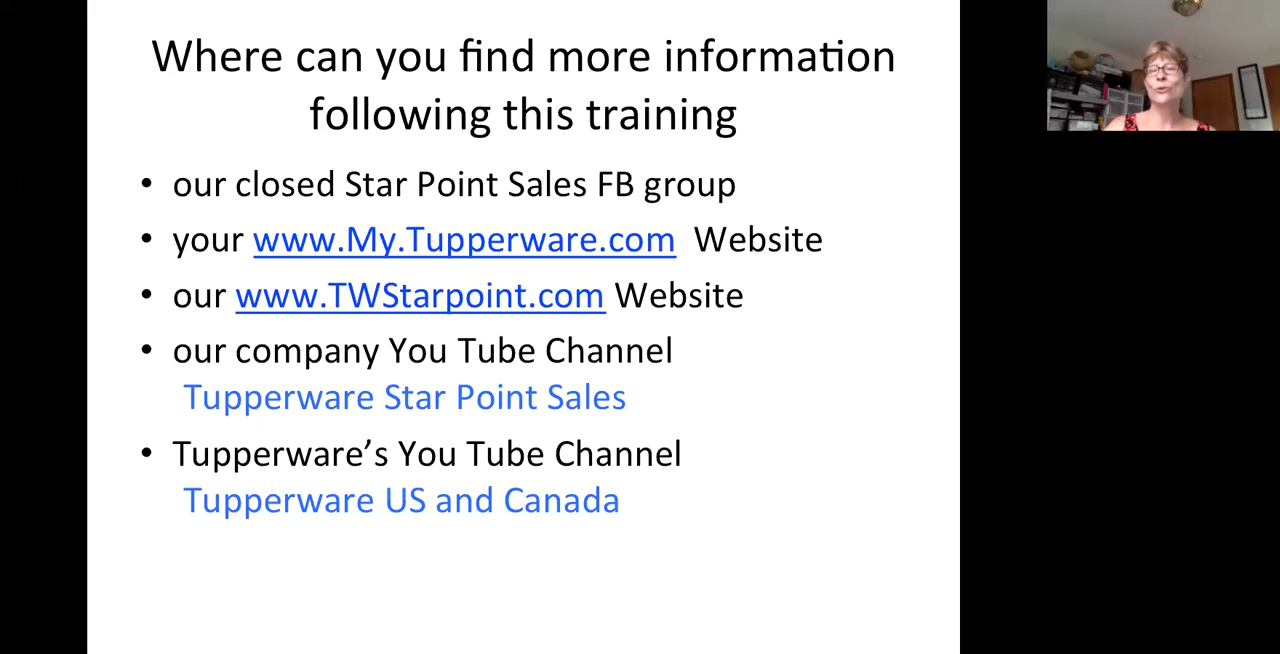 Where can you find more information
following this training
• our closed Star Point Sales FB group
• your www.My.Tupperware.com Website
• our www.TWStarpoint.com Website
• our company You Tube Channel
Tupperware Star Point Sales
• Tupperware’s You Tube Channel
Tupperware US and Canada